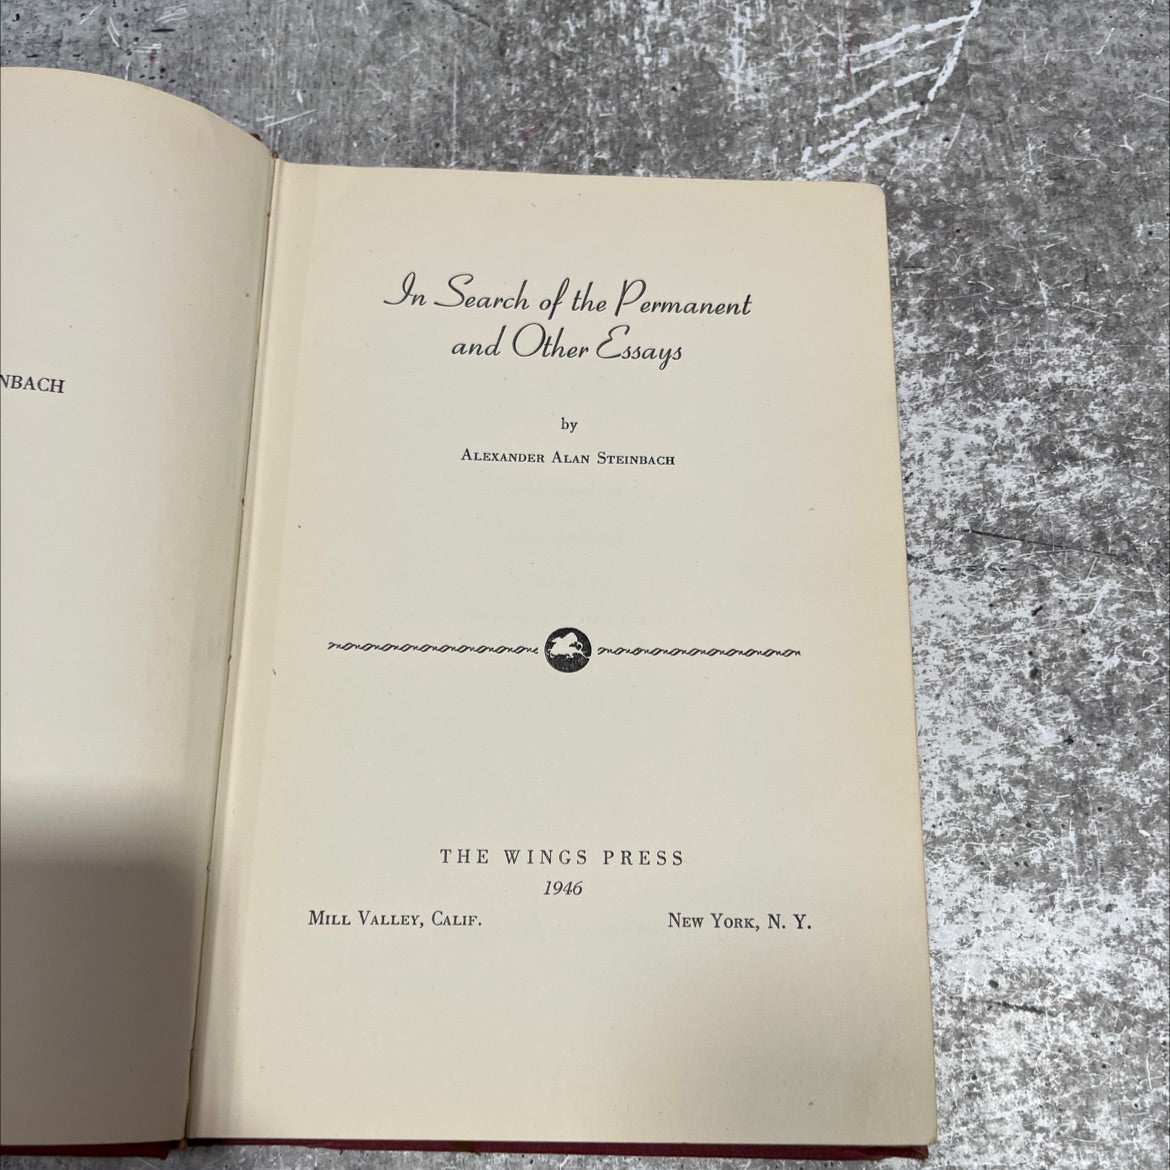 NBACH
In Search of the Permanent
and Other Essays
by
Alexander Alan Steinbach
THE WINGS PRESS
1946
Mill Valley, Calif.
New York, N. Y.